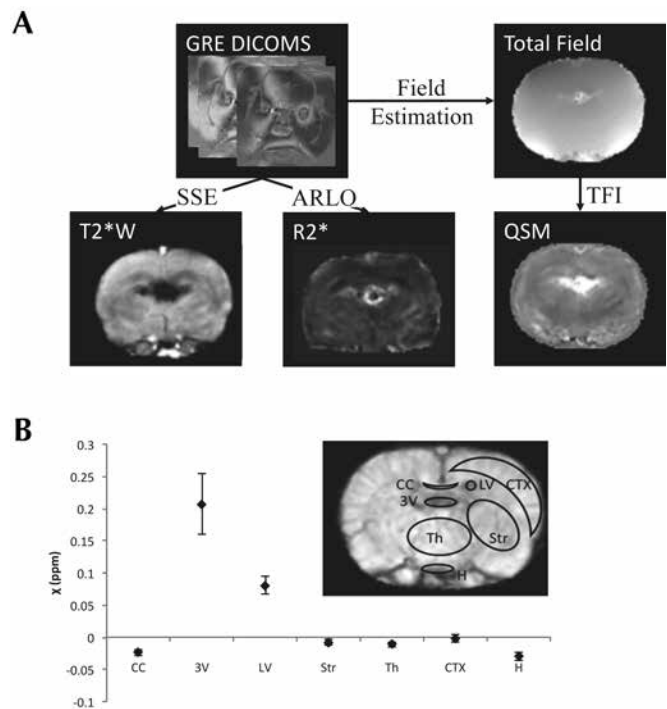 A
GRE DICOMS
Total Field
Field
Estimation
SSE
ARLO
TFI
T2*W
R2*
QSM
B
0.3
0.25
0.2
0.15
0.1
0.05
0
-0.05
-0.1
χ (ppm)
CC
3V
LV
Str
Th
CTX
H
CC
LV
CTX
3V
Th
Str
H